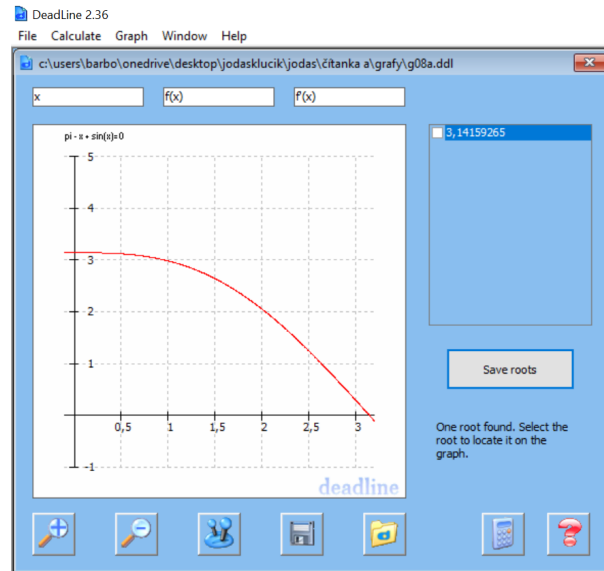 DeadLine 2.36
File Calculate Graph Window Help
c:\users\barbo\onedrive\desktop\jodasklucik\jodas\čítanka a\grafy\g08a.ddl
x
f(x)
f'(x)
pi - x + sin(x)=0
5
4
3
2
1
-1
0,5
1
1,5
2
2,5
3
deadline
3,14159265
Save roots
One root found. Select the
root to locate it on the
graph.